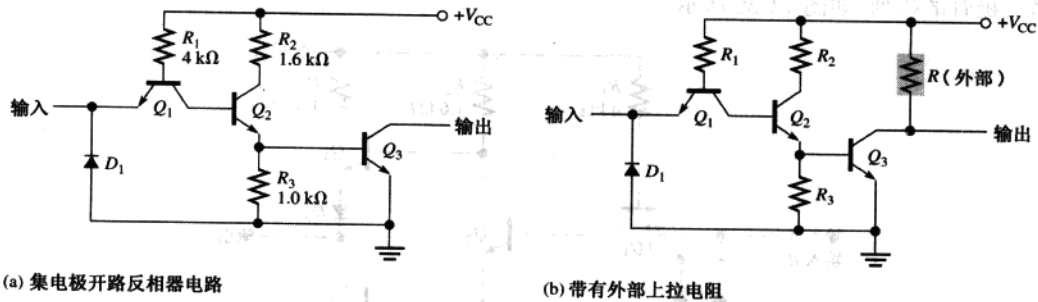 +VCC
R1
4 kΩ
R2
1.6 kΩ
输入
Q1
Q2
输出
Q3
D1
R3
1.0 kΩ
(a) 集电极开路反相器电路
+VCC
R1
R2
R(外部)
输入
Q1
Q2
输出
Q3
D1
R3
(b) 带有外部上拉电阻